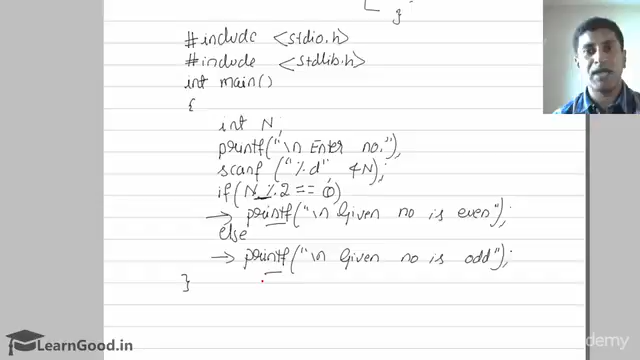 }
#include <stdio.h>
#include <stdlib.h>
int main()
{
int N;
printf("\n Enter no.");
scanf ("%d", &N);
if(N % 2 == 0)
→ printf("\n Given no is even");
else
→ printf("\n Given no is odd");
}
LearnGood.in